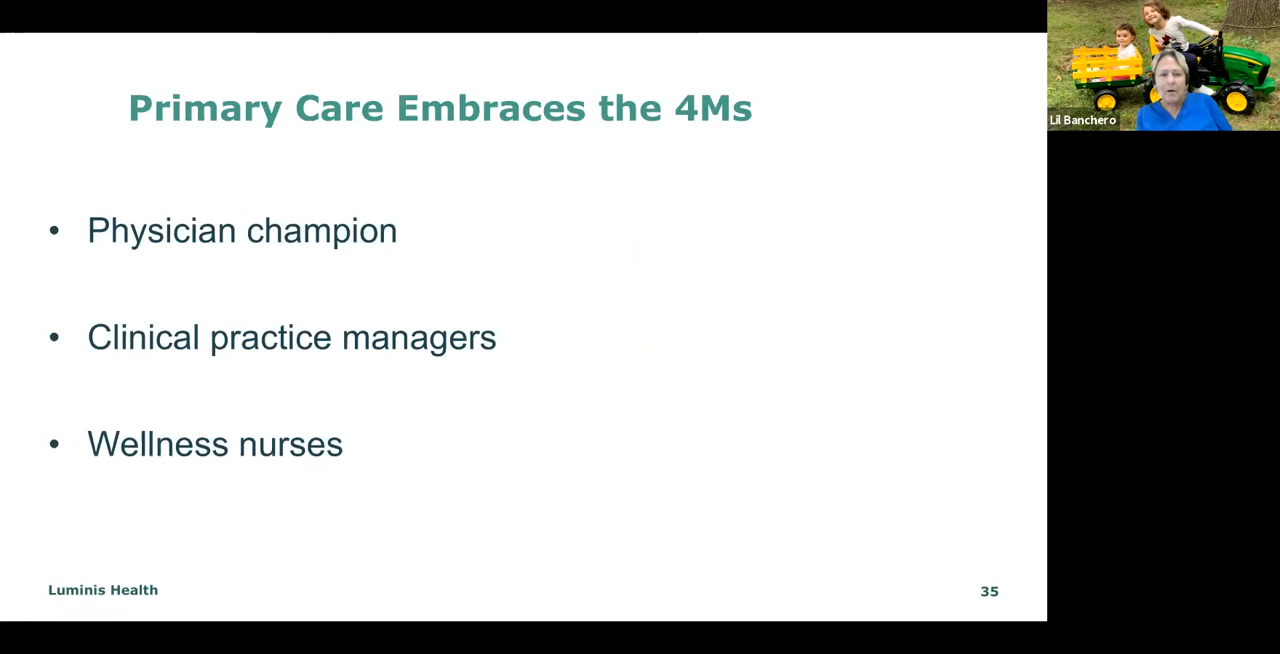 Primary Care Embraces the 4Ms
• Physician champion
• Clinical practice managers
• Wellness nurses
Luminis Health
35
Lil Banchero